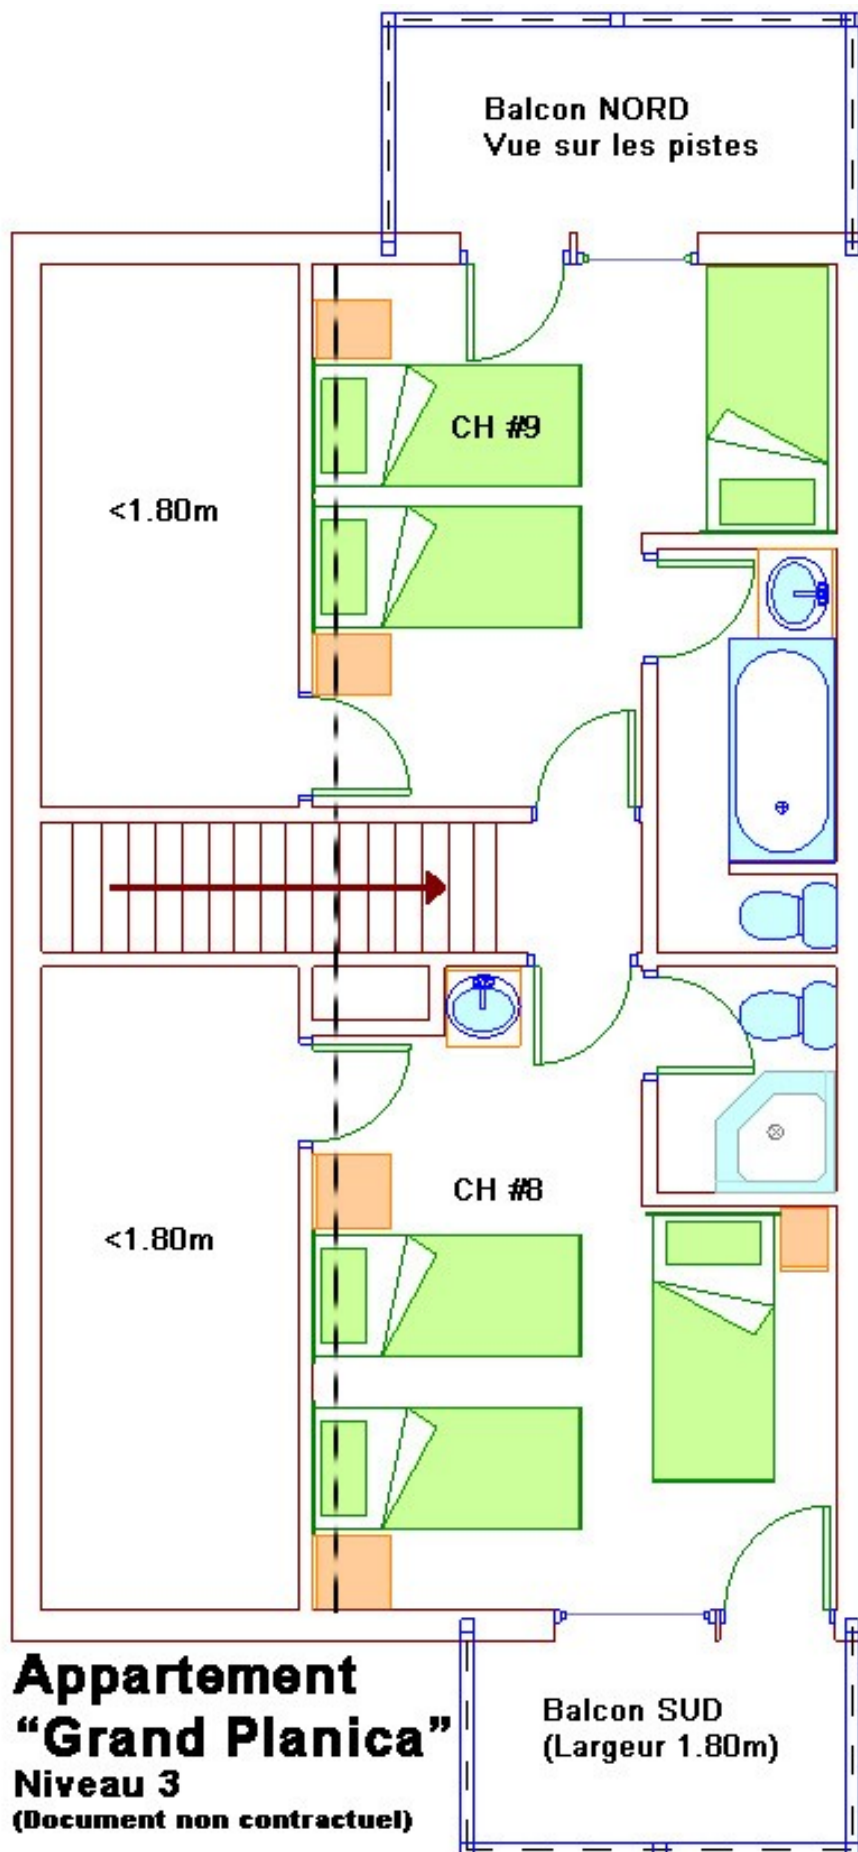 Balcon NORD
Vue sur les pistes
CH #9
<1.80m
CH #8
<1.80m
Appartement
“Grand Planica”
Niveau 3
(Document non contractuel)
Balcon SUD
(Largeur 1.80m)